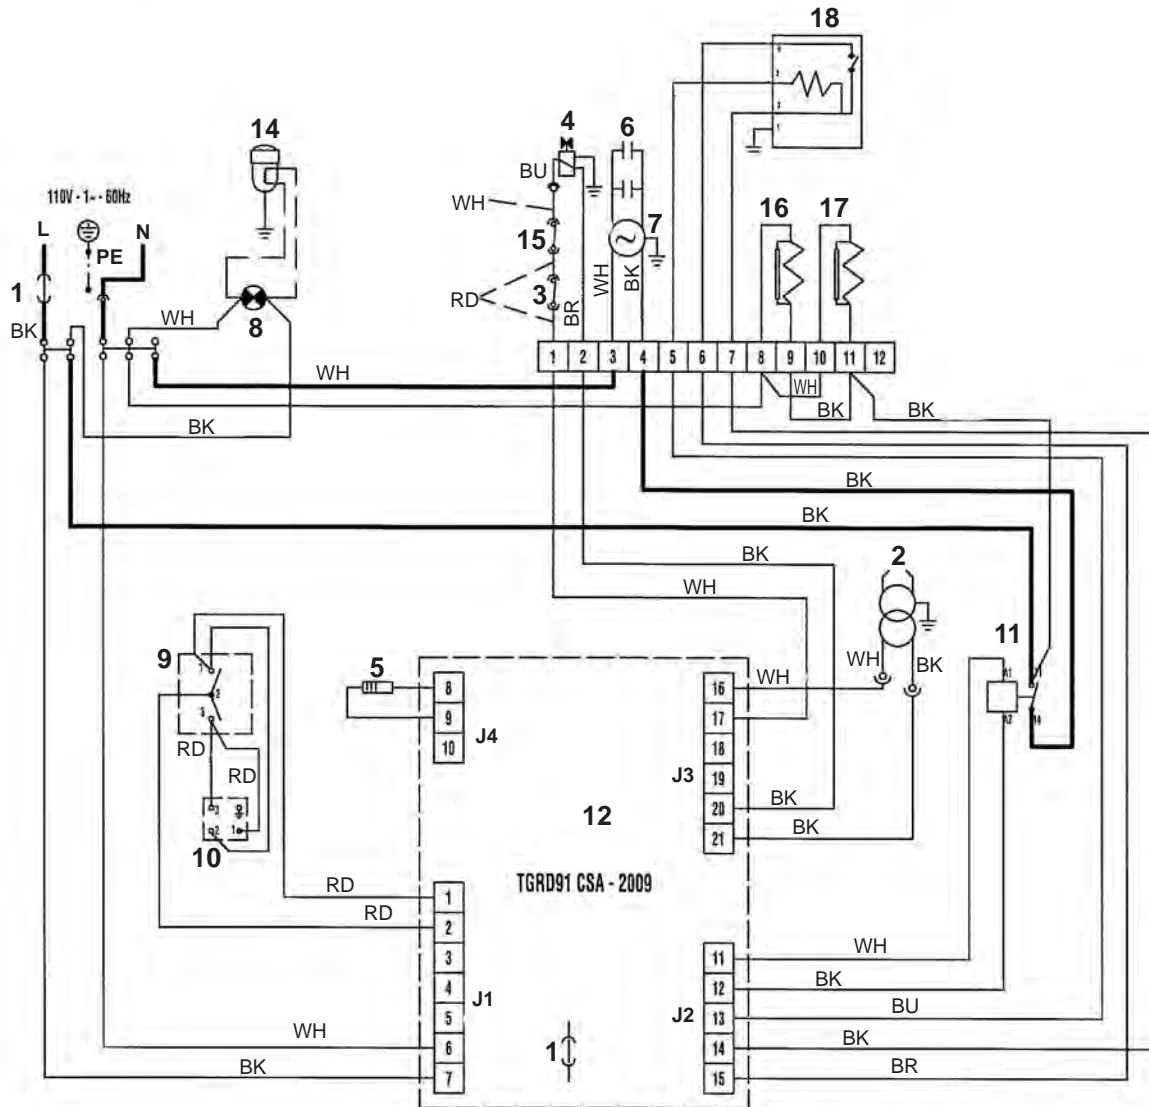 18
14
4
6
110V - 1~ - 60Hz
BU
L
PE
N
WH
16
17
15
7
1
RD
3
WH
BK
BR
BK
WH
8
1 2 3 4 5 6 7 8 9 10 11 12
WH
WH
BK
BK
BK
BK
BK
BK
2
WH
9
5
11
WH
WH
BK
A1
8
16
9
17
A2
14
10
J4
18
RD
RD
J3
19
12
20
BK
10
21
BK
TGRD91 CSA - 2009
RD
1
RD
2
WH
3
11
4
BK
12
J1
J2
BU
5
13
WH
1
BK
6
14
BK
BR
7
15